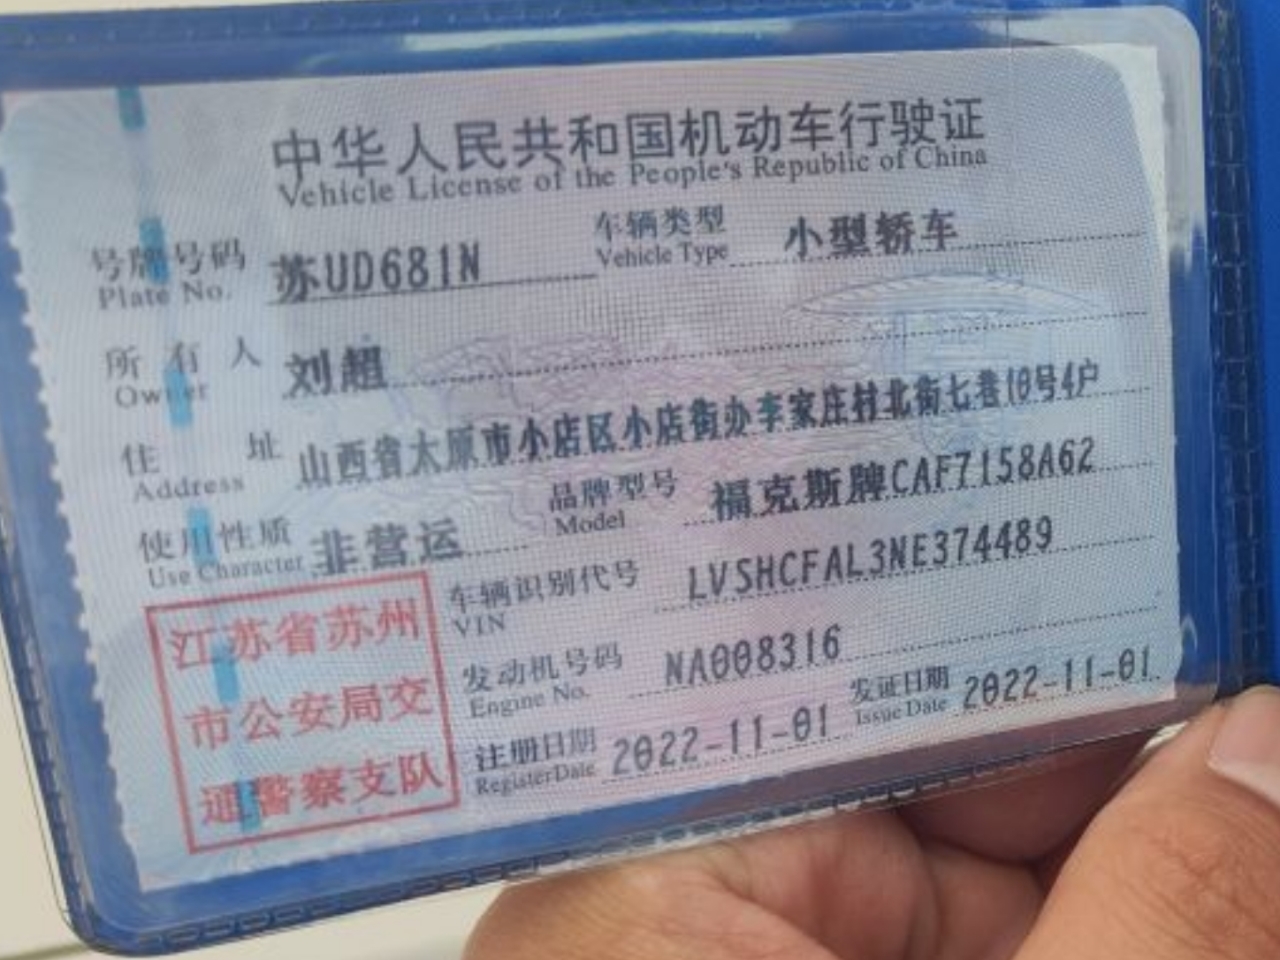 中华人民共和国机动车行驶证
Vehicle License of the People's Republic of China
号牌号码 苏UD681N 车辆类型 小型轿车
Plate No. Vehicle Type
所有人 刘超
Owner
住址 山西省太原市小店区小店街办李家庄村北街七巷10号4户
Address
使用性质 非营运 品牌型号 福克斯牌CAF7158A62
Use Character Model
车辆识别代号 LVSHCFAL3NE374489
VIN
发动机号码 NA008316
Engine No.
注册日期 2022-11-01 发证日期 2022-11-01
Register Date Issue Date
江苏省苏州
市公安局交
通警察支队